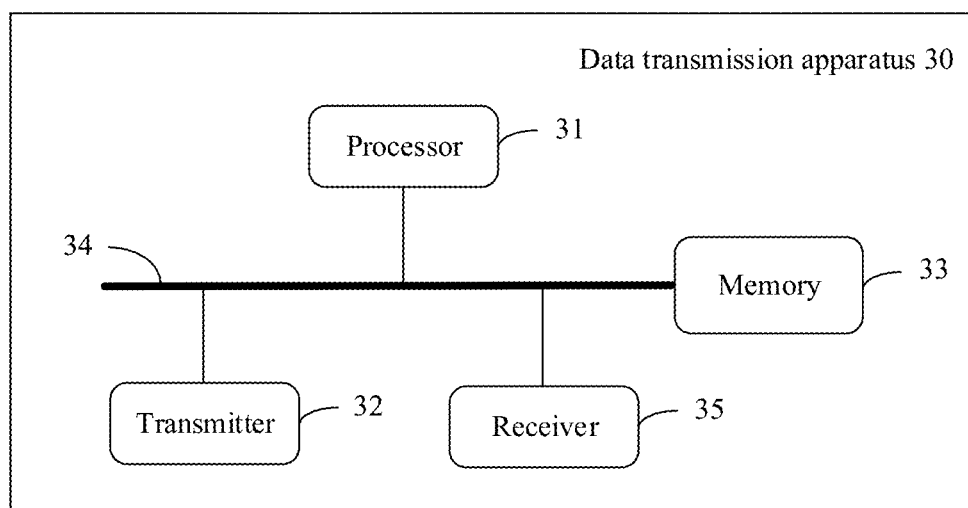 Data transmission apparatus 30
Processor
31
34
Memory
33
Transmitter
32
Receiver
35